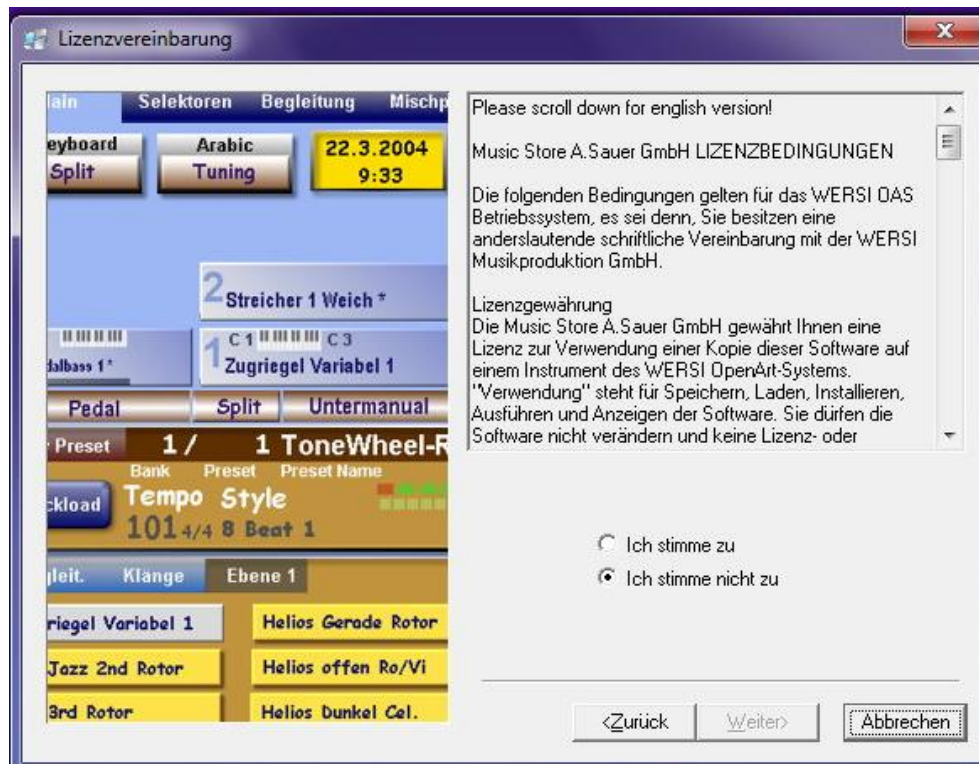 Lizenzvereinbarung
ain Selektoren Begleitung Mischp
eyboard Arabic 22.3.2004
Split Tuning 9:33
2 Streicher 1 Weich *
C 1 C 3
dalbass 1* 1 Zugriegel Variabel 1
Pedal Split Untermanual
Preset 1 / 1 ToneWheel-R
Bank Preset Preset Name
ckload Tempo Style
101 4/4 8 Beat 1
gleit. Klänge Ebene 1
riegel Variabel 1 Helios Gerade Rotor
Jazz 2nd Rotor Helios offen Ro/Vi
3rd Rotor Helios Dunkel Cel.
Please scroll down for english version!
Music Store A.Sauer GmbH LIZENZBEDINGUNGEN
Die folgenden Bedingungen gelten für das WERSI OAS
Betriebssystem, es sei denn, Sie besitzen eine
anderslautende schriftliche Vereinbarung mit der WERSI
Musikproduktion GmbH.
Lizenzgewährung
Die Music Store A.Sauer GmbH gewährt Ihnen eine
Lizenz zur Verwendung einer Kopie dieser Software auf
einem Instrument des WERSI OpenArt-Systems.
"Verwendung" steht für Speichern, Laden, Installieren,
Ausführen und Anzeigen der Software. Sie dürfen die
Software nicht verändern und keine Lizenz- oder
Ich stimme zu
Ich stimme nicht zu
<Zurück Weiter> Abbrechen